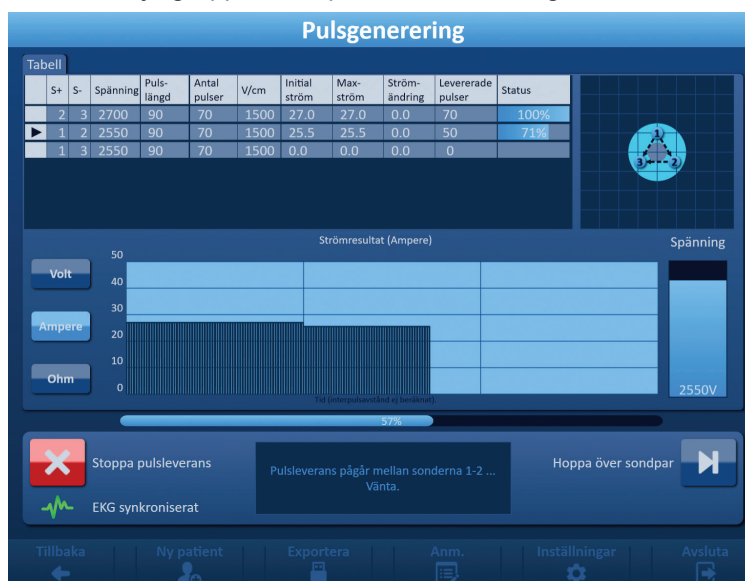 Pulsgenerering
Tabell
S+ S- Spänning Puls-längd Antal pulser V/cm Initial ström Max-ström Ström-ändring Levererade pulser Status
2 3 2700 90 70 1500 27.0 27.0 0.0 70 100%
1 2 2550 90 70 1500 25.5 25.5 0.0 50 71%
1 3 2550 90 70 1500 0.0 0.0 0.0 0
1
3 2
Strömresultat (Ampere)
Spänning
Volt
Ampere
Ohm
50
40
30
20
10
0
Tid (interpulsavstånd ej beräknat).
2550V
57%
Stoppa pulsleverans
EKG synkroniserat
Pulsleverans pågår mellan sonderna 1-2 ...
Vänta.
Hoppa över sondpar
Tillbaka Ny patient Exportera Anm. Inställningar Avsluta